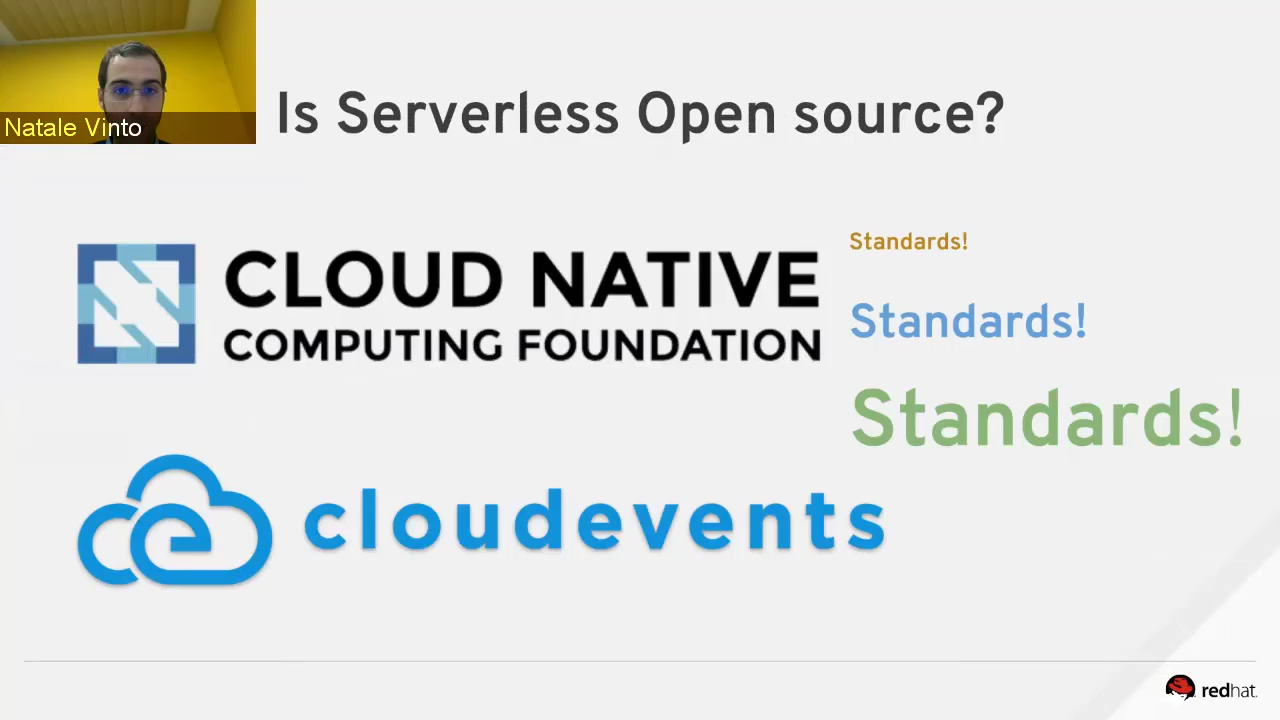 Natale Vinto
Is Serverless Open source?
CLOUD NATIVE
COMPUTING FOUNDATION
Standards!
Standards!
Standards!
cloudevents
redhat.